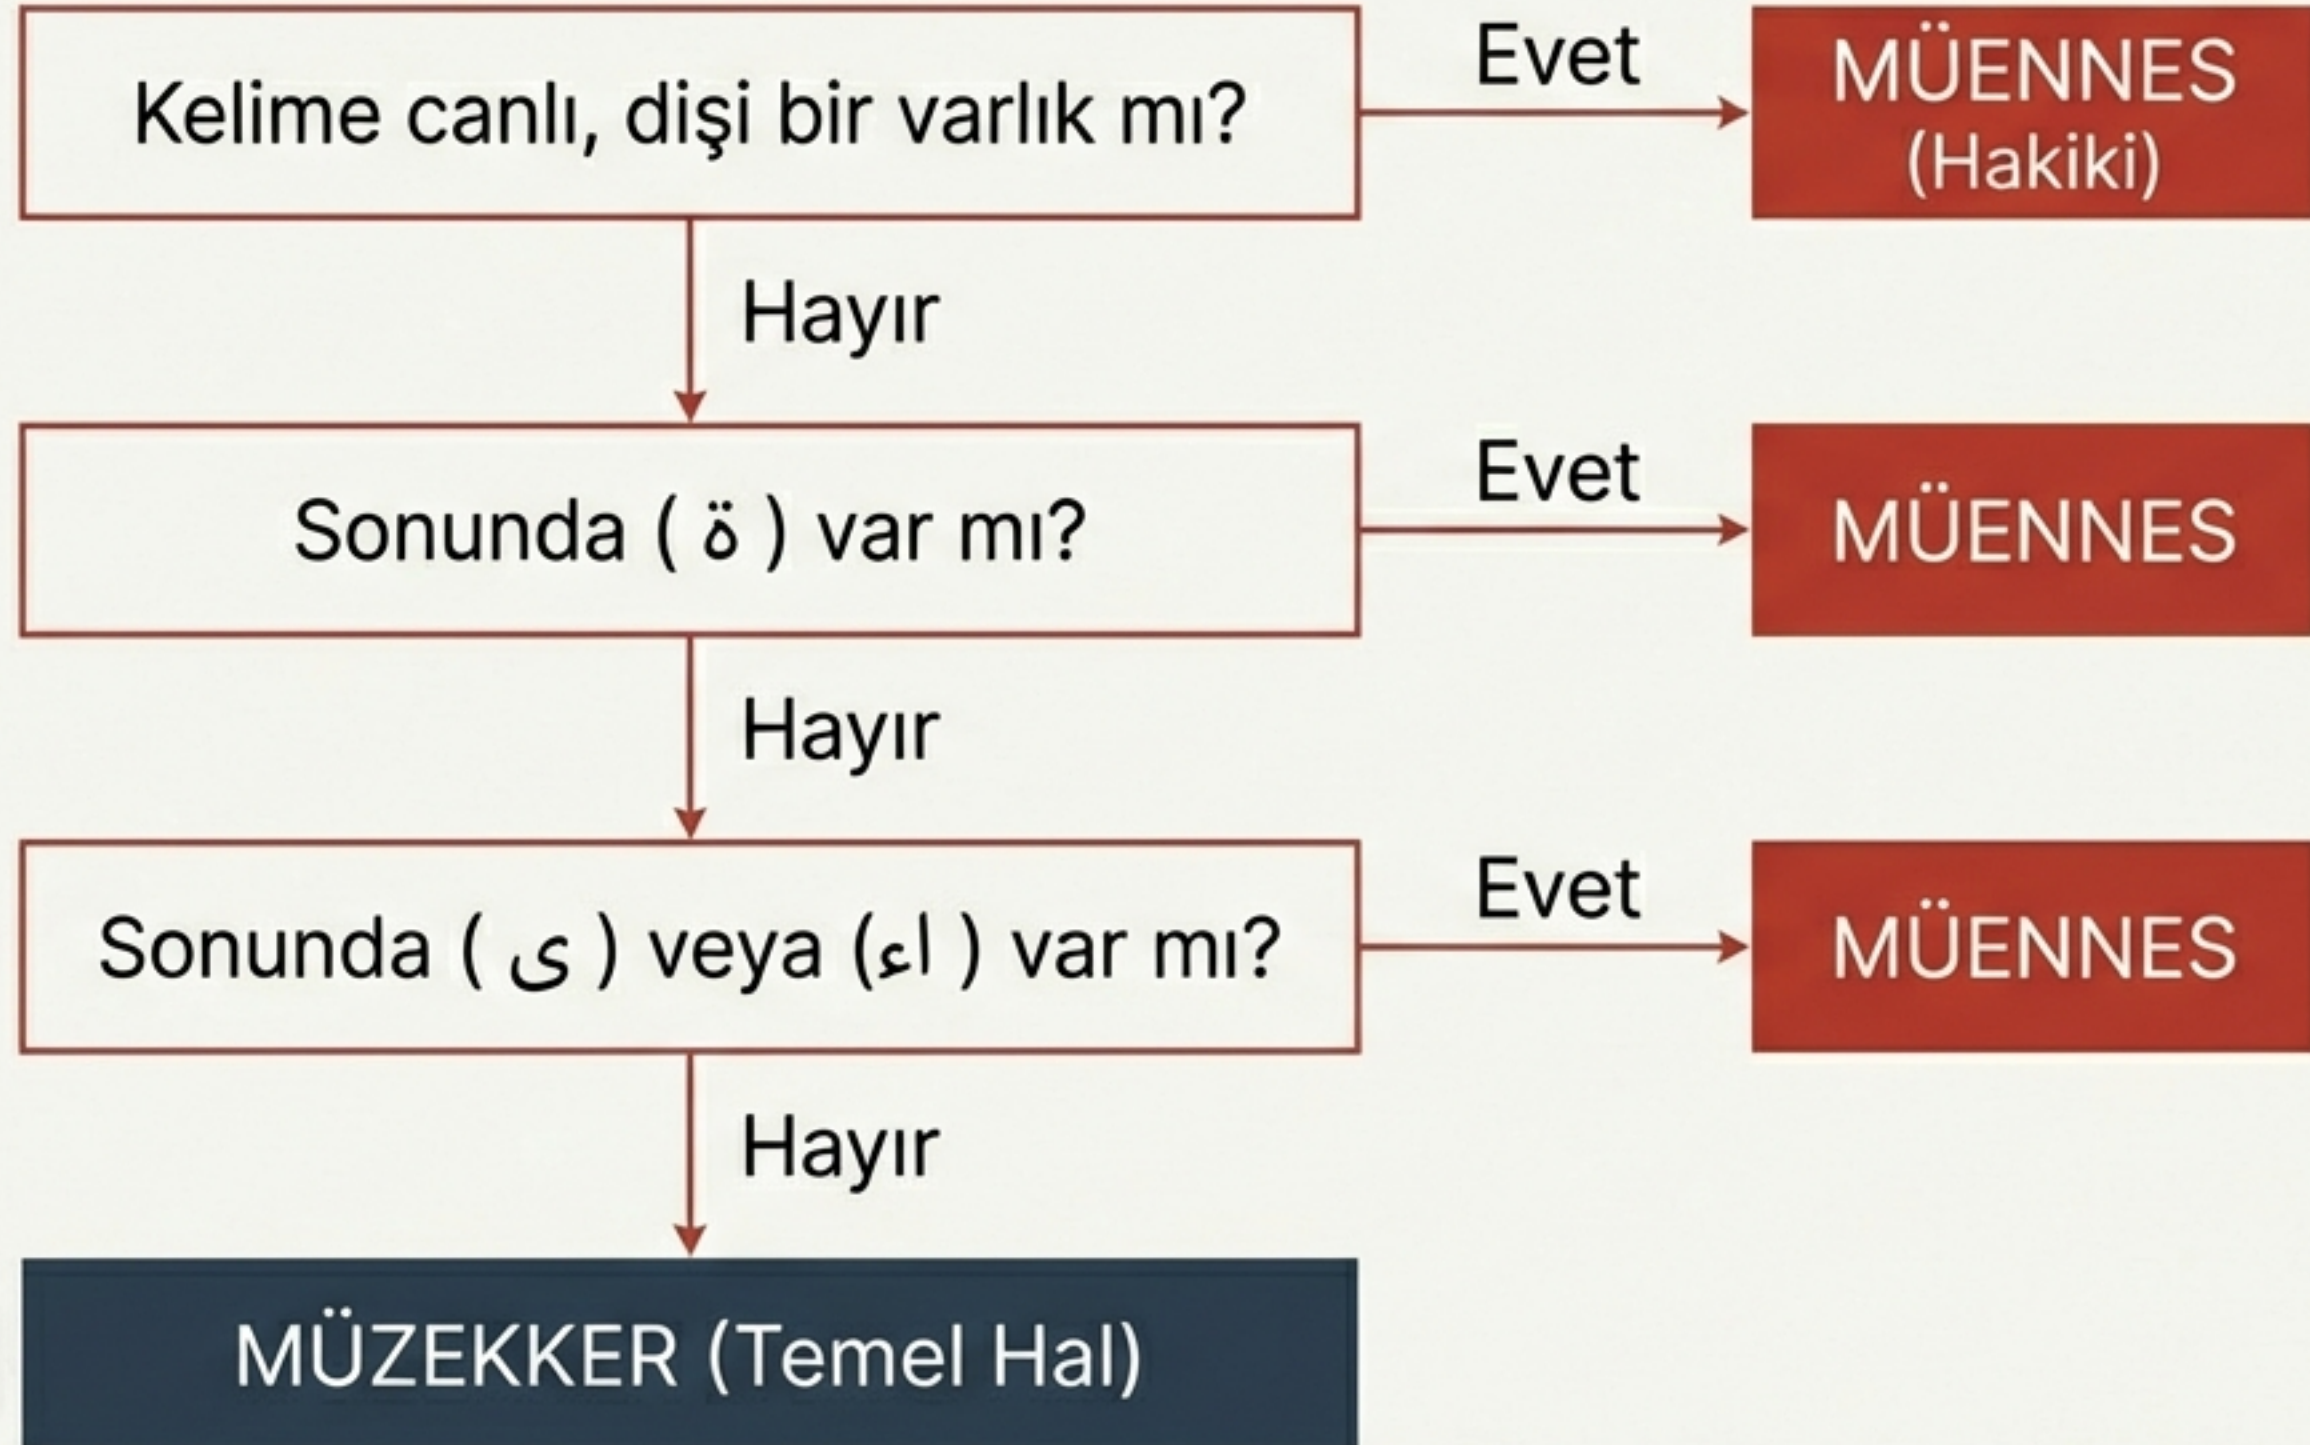 Kelime canlı, dişi bir varlık mı?
Evet
MÜENNES
(Hakiki)
Hayır
Sonunda ( ة ) var mı?
Evet
MÜENNES
Hayır
Sonunda ( ى ) veya (اء ) var mı?
Evet
MÜENNES
Hayır
MÜZEKKER (Temel Hal)